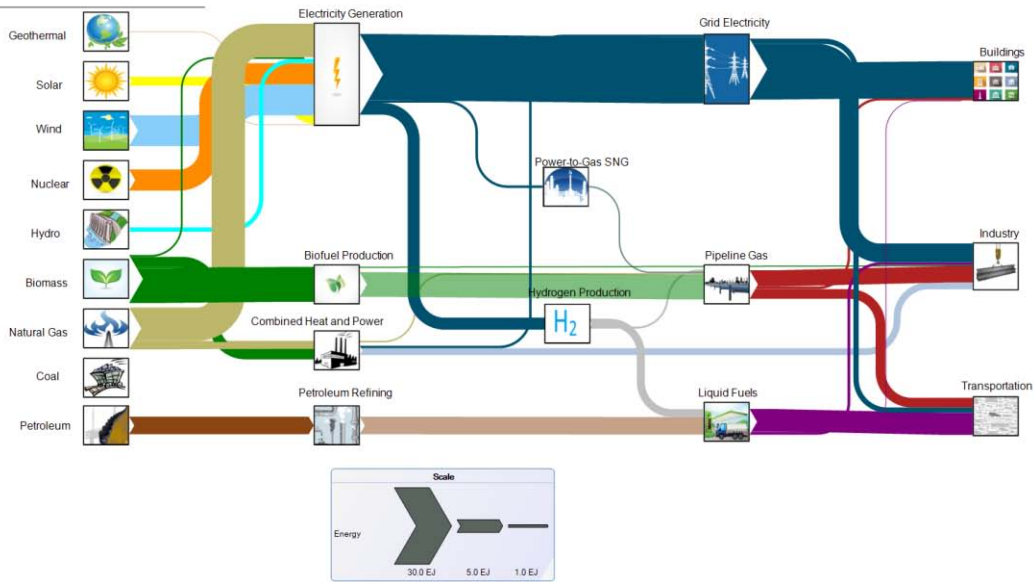 Electricity Generation
Grid Electricity
Geothermal
Buildings
Solar
Wind
Power-to-Gas SNG
Nuclear
Hydro
Industry
Biofuel Production
Pipeline Gas
Biomass
Hydrogen Production
H2
Natural Gas
Combined Heat and Power
Coal
Petroleum Refining
Liquid Fuels
Transportation
Petroleum
Scale
Energy
30.0 EJ
5.0 EJ
1.0 EJ